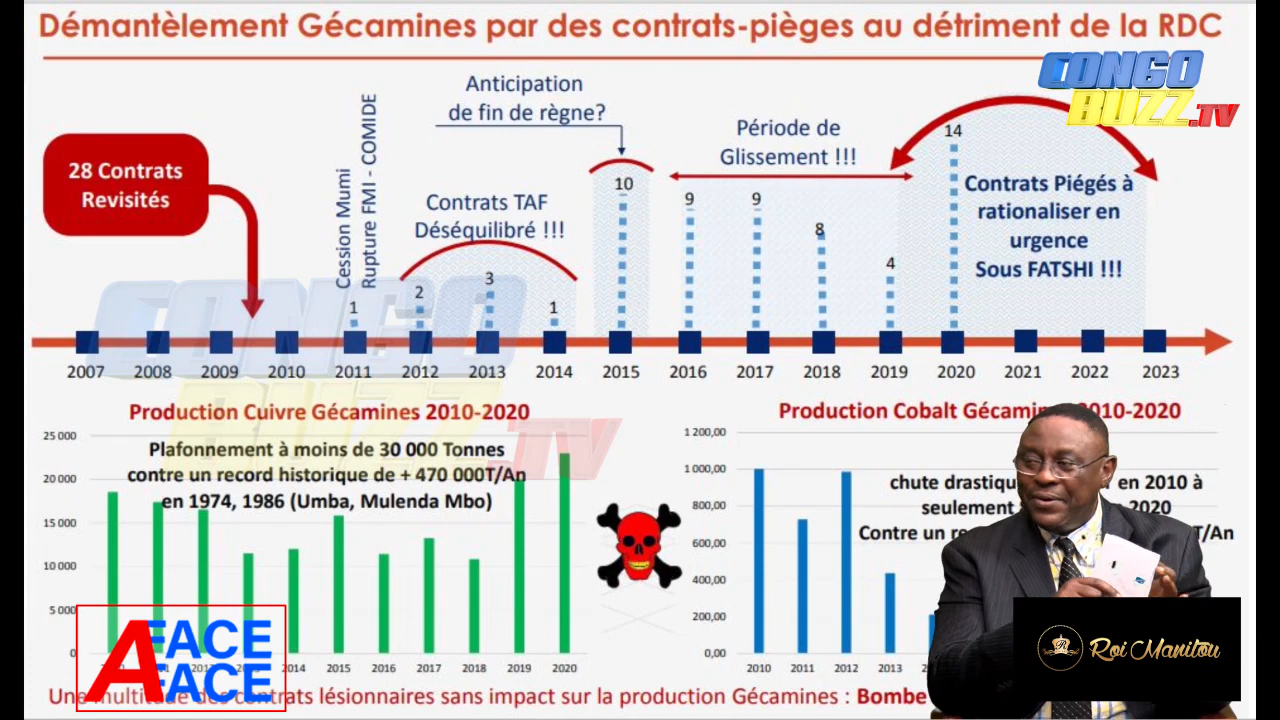 Démantèlement Gécamines par des contrats-pièges au détriment de la RDC
CONGO
BUZZ.TV
28 Contrats
Revisités
Cession Mumi
Rupture FMI - COMIDE
Anticipation
de fin de règne?
Contrats TAF
Déséquilibré !!!
Période de
Glissement !!!
Contrats Piégés à
rationaliser en
urgence
Sous FATSHI !!!
1 2 3 1 10 9 9 8 4 14
2007 2008 2009 2010 2011 2012 2013 2014 2015 2016 2017 2018 2019 2020 2021 2022 2023
CONGO
BUZZ.TV
Production Cuivre Gécamines 2010-2020
Plafonnement à moins de 30 000 Tonnes
contre un record historique de + 470 000T/An
en 1974, 1986 (Umba, Mulenda Mbo)
25 000
20 000
15 000
10 000
5 000
0
2014 2015 2016 2017 2018 2019 2020
Production Cobalt Gécamines 2010-2020
chute drastique en 2010 à
seulement 2020
Contre un T/An
1 200,00
1 000,00
800,00
600,00
400,00
200,00
0,00
2010 2011 2012 2013
A FACE
FACE
Roi Manitou
Une multitude des contrats lésionnaires sans impact sur la production Gécamines : Bombe